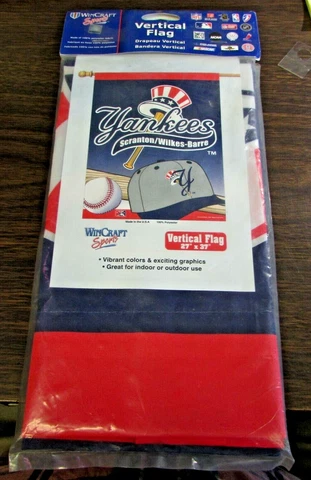 WINCRAFT
Sports
Vertical
Flag
Drapeau Vertical
Bandera Vertical
Yankees
Scranton/Wilkes-Barre
TM
Y
WINCRAFT
Sports
Vertical Flag
27" x 37"
• Vibrant colors & exciting graphics
• Great for indoor or outdoor use